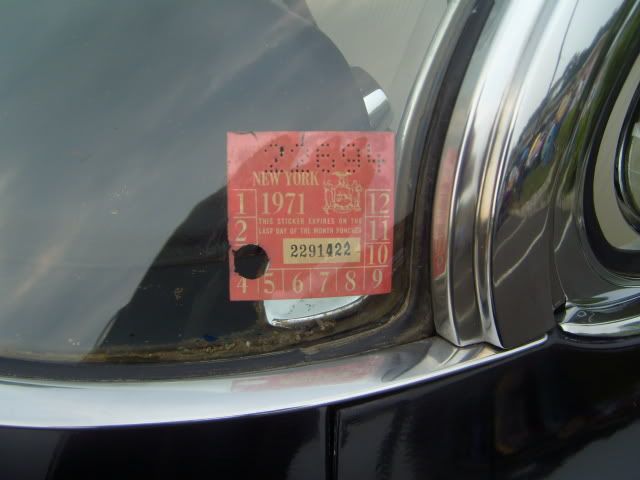 22694
NEW YORK
1 1971 12
THIS STICKER EXPIRES ON THE
LAST DAY OF THE MONTH PUNCHED
2 11
2291422 10
4 5 6 7 8 9